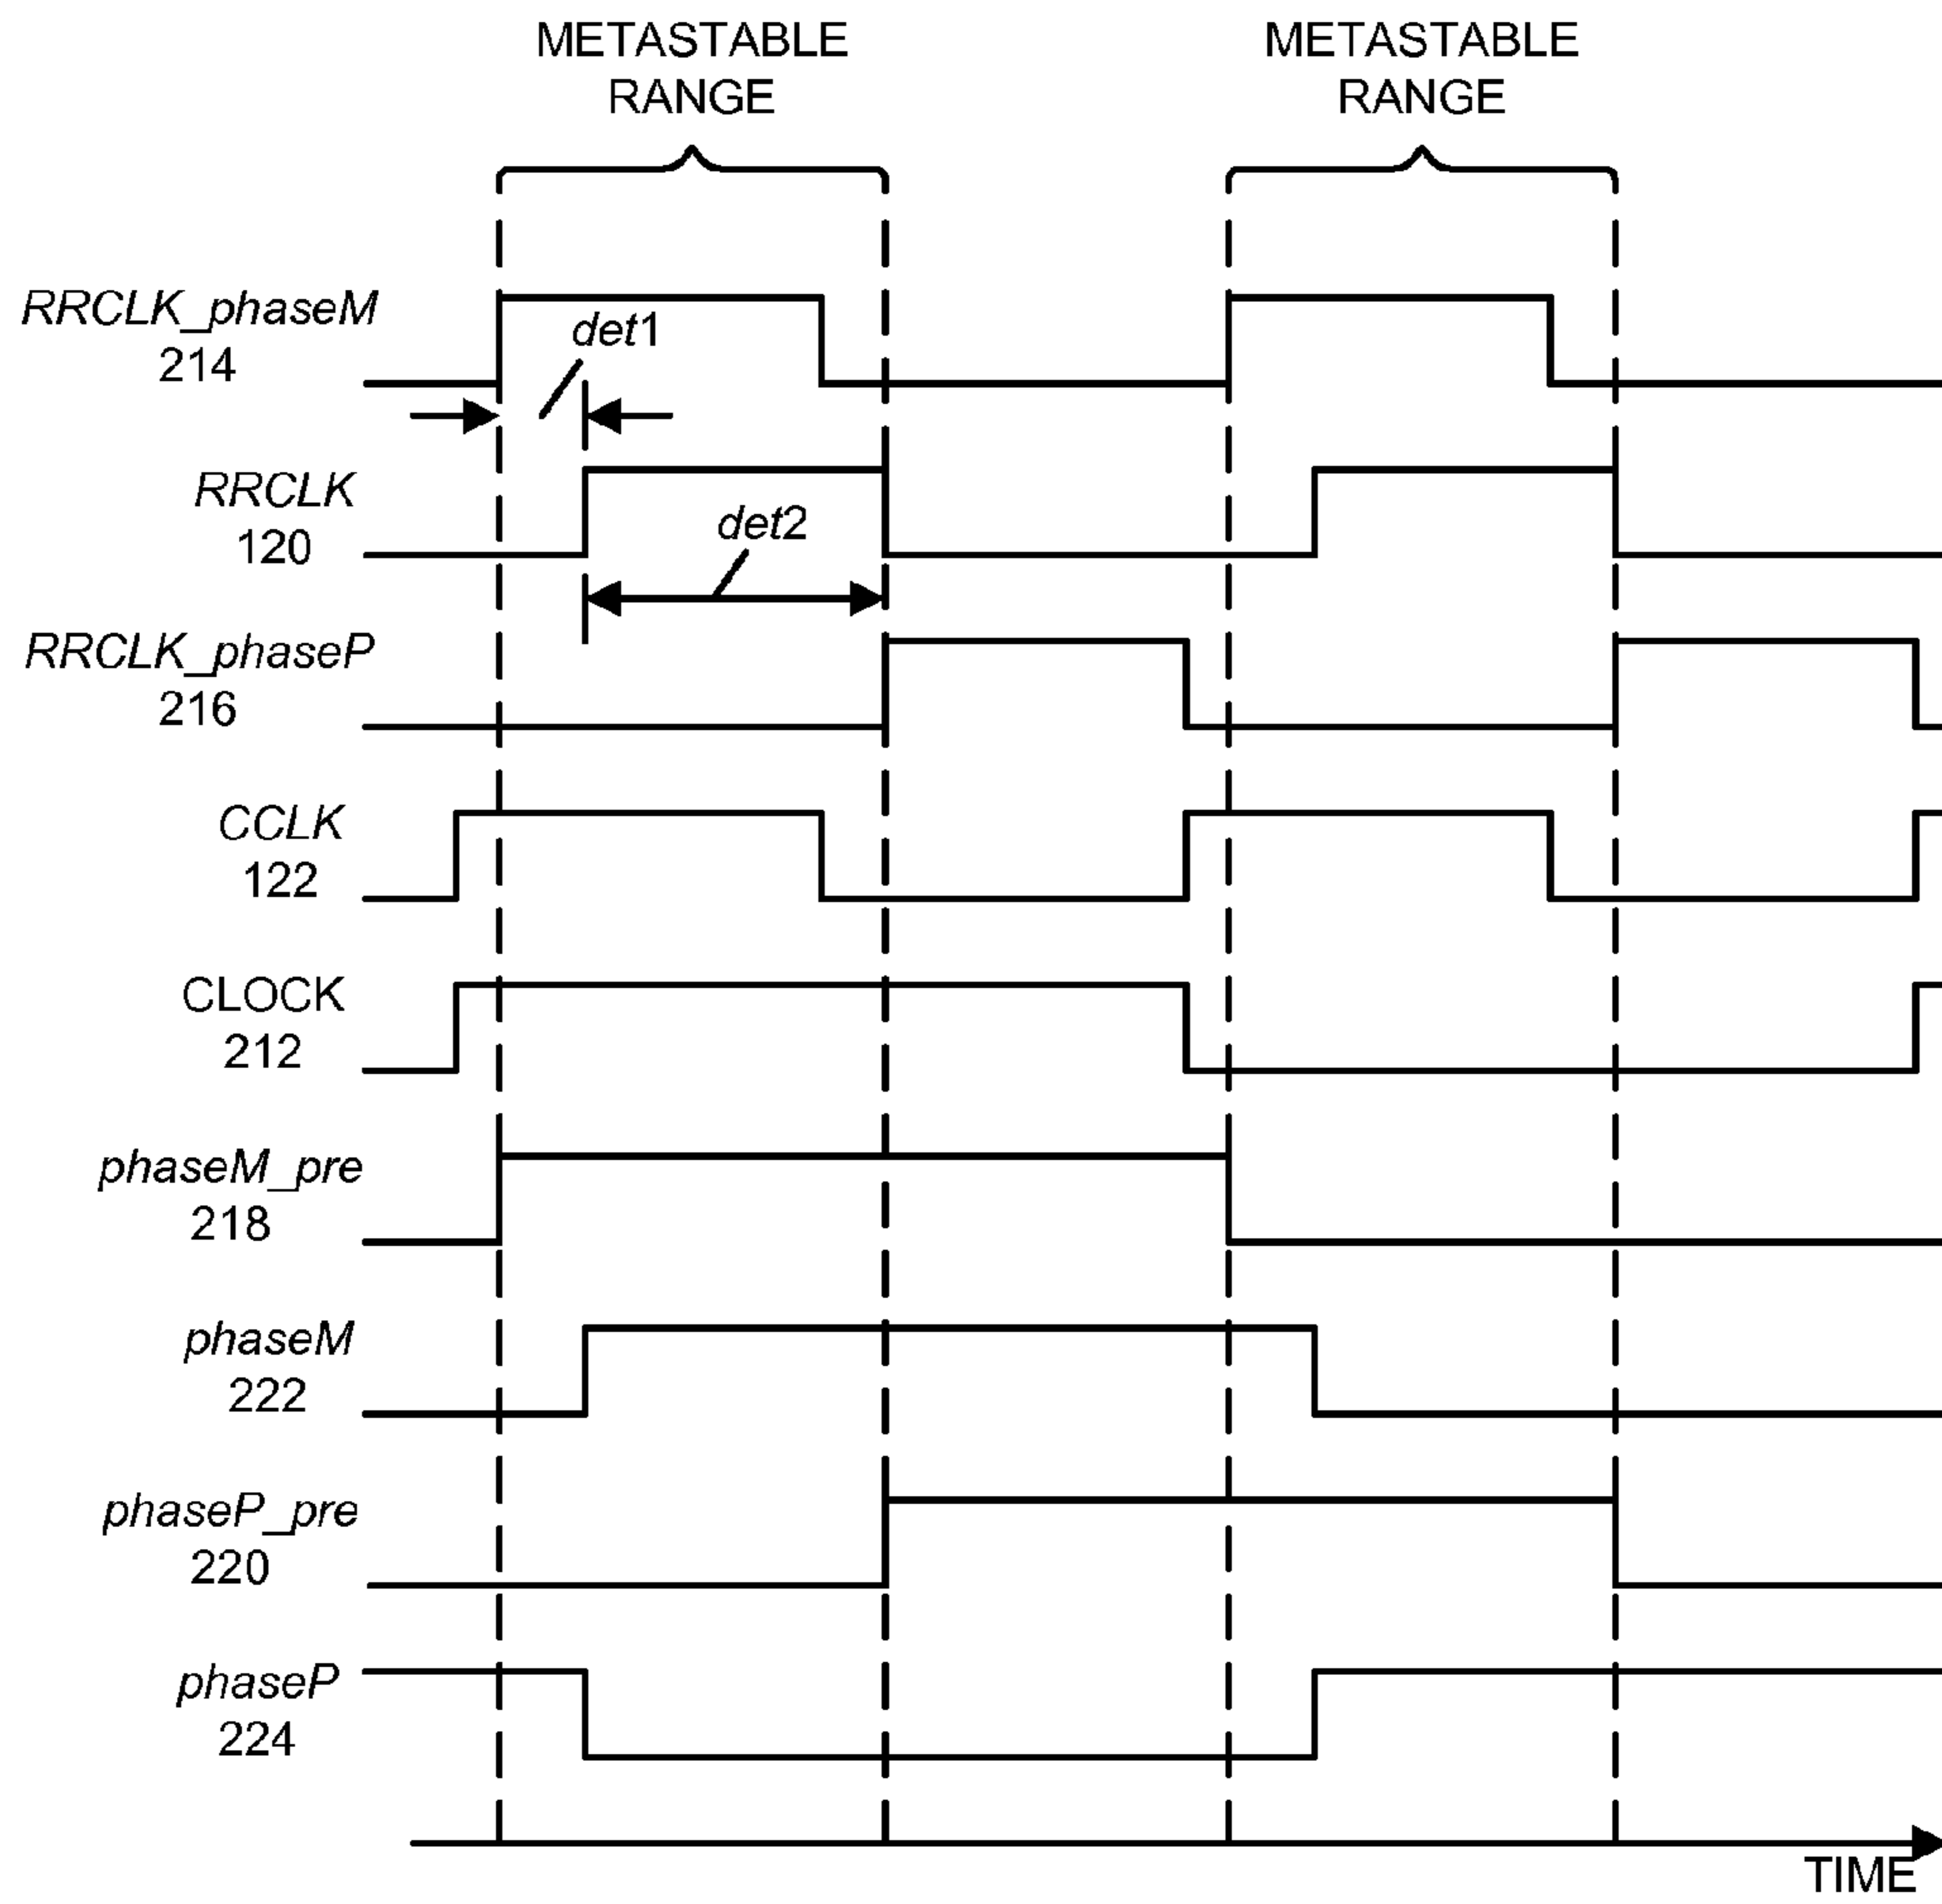 METASTABLE
RANGE
METASTABLE
RANGE
RRCLK_phaseM
214
det1
RRCLK
120
det2
RRCLK_phaseP
216
CCLK
122
CLOCK
212
phaseM_pre
218
phaseM
222
phaseP_pre
220
phaseP
224
TIME